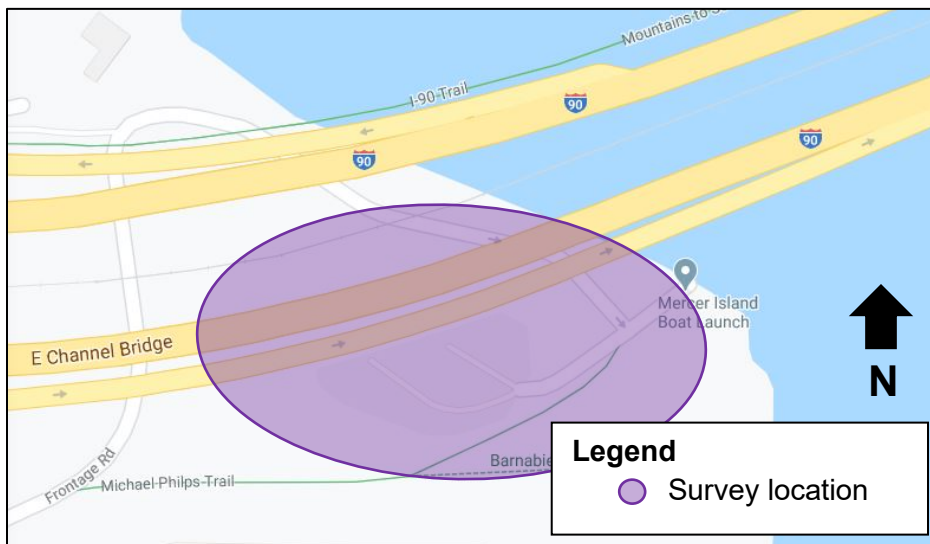 Mountains to S
I-90 Trail
90
90
90
E Channel Bridge
Mercer Island
Boat Launch
N
Frontage Rd
Michael Philps Trail
Barnabie
Legend
Survey location